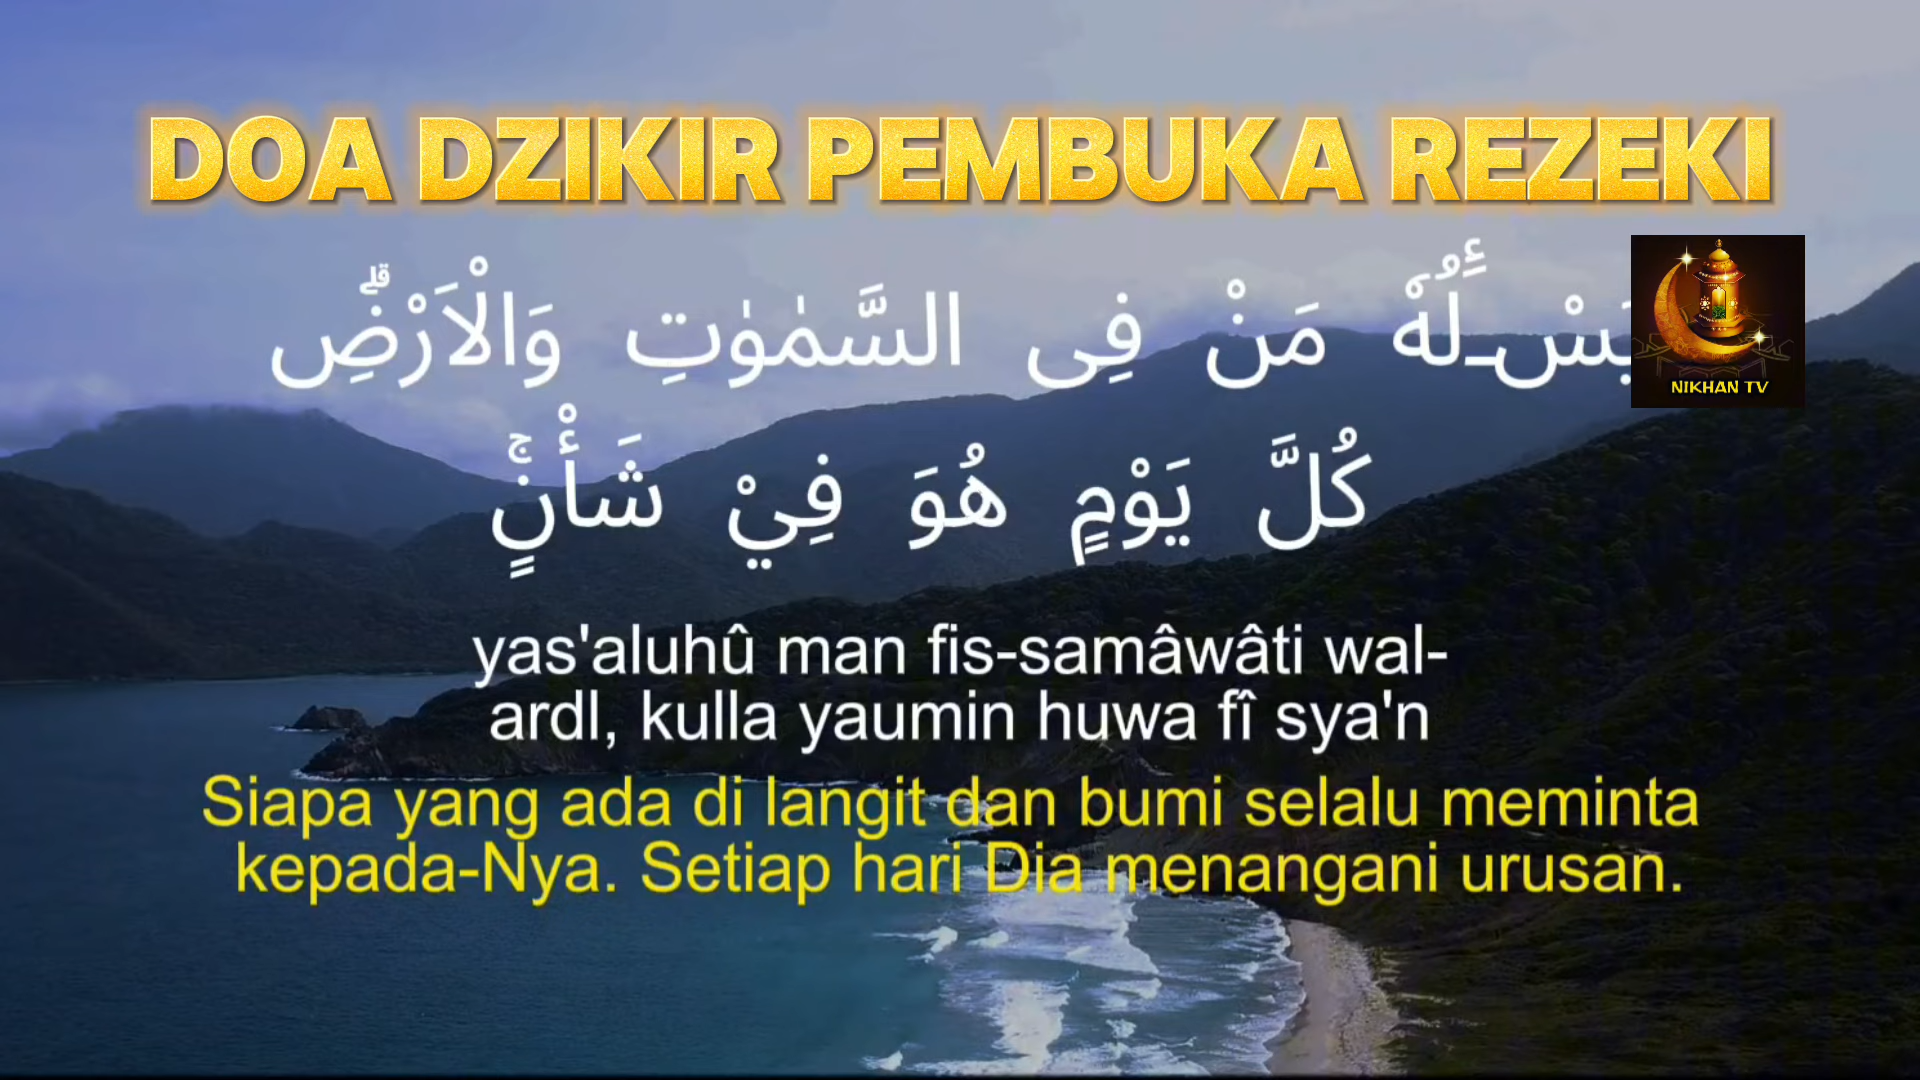 DOA DZIKIR PEMBUKA REZEKI
يَسْـَٔلُهٗ مَنْ فِى السَّمٰوٰتِ وَالْاَرْضِۗ
NIKHAN TV
كُلَّ يَوْمٍ هُوَ فِيْ شَأْنٍۚ
yas'aluhû man fis-samâwâti wal-
ardl, kulla yaumin huwa fî sya'n
Siapa yang ada di langit dan bumi selalu meminta
kepada-Nya. Setiap hari Dia menangani urusan.